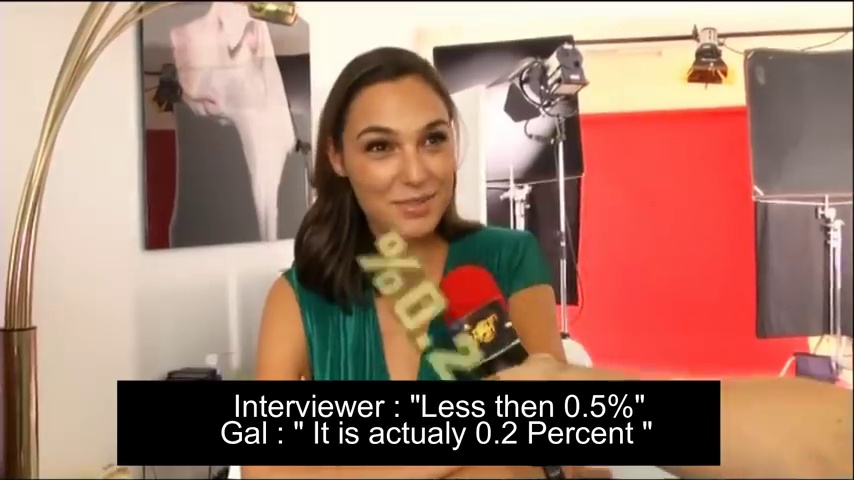 %0.2
Interviewer : "Less then 0.5%"
Gal : " It is actualy 0.2 Percent "